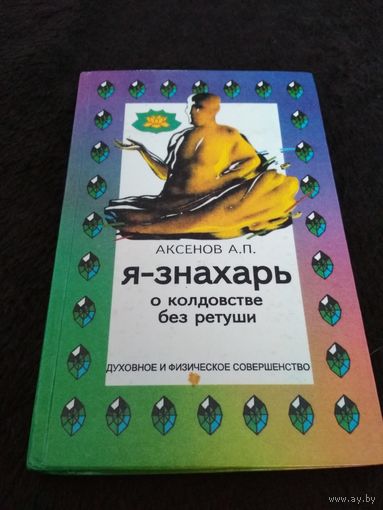 АКСЕНОВ А.П.
Я-ЗНАХАРЬ
О КОЛДОВСТВЕ
БЕЗ РЕТУШИ
ДУХОВНОЕ И ФИЗИЧЕСКОЕ СОВЕРШЕНСТВО
www.ay.by